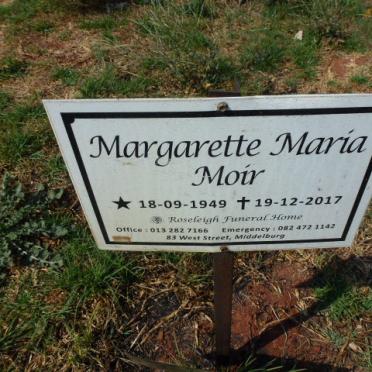 Margarette Maria
Moir
★ 18-09-1949 ✝ 19-12-2017
Roseleigh Funeral Home
Office : 013 282 7166 Emergency : 082 472 1142
83 West Street, Middelburg